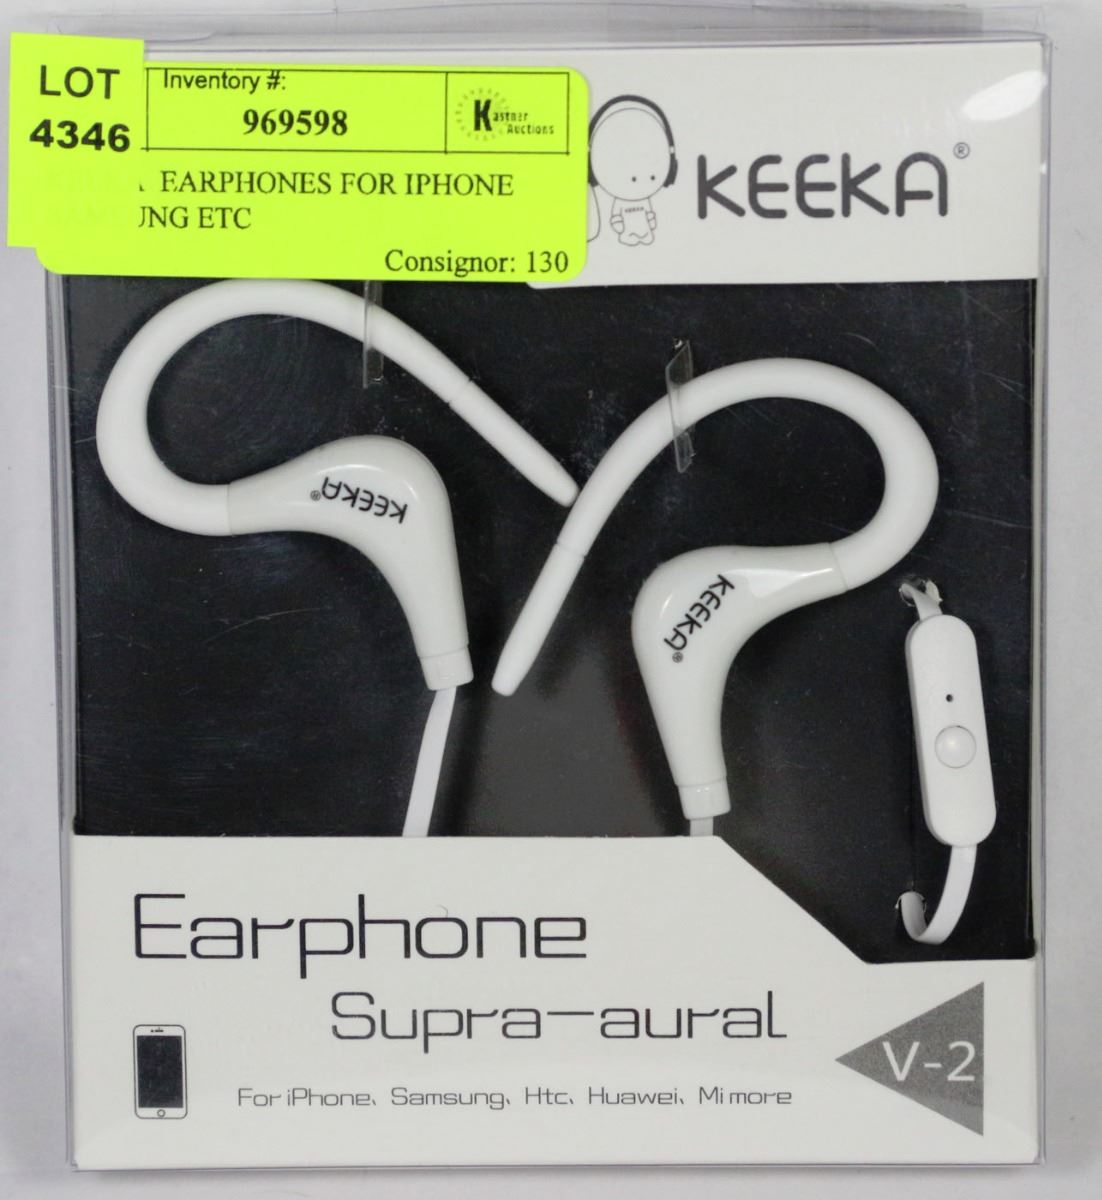 LOT
4346
Inventory #:
969598
Kastner
Auctions
EARPHONES FOR IPHONE
UNG ETC
Consignor: 130
KEEKA®
KEEKA®
KEEKA®
Earphone
Supra-aural
V-2
For iPhone、Samsung、Htc、Huawei、Mi more